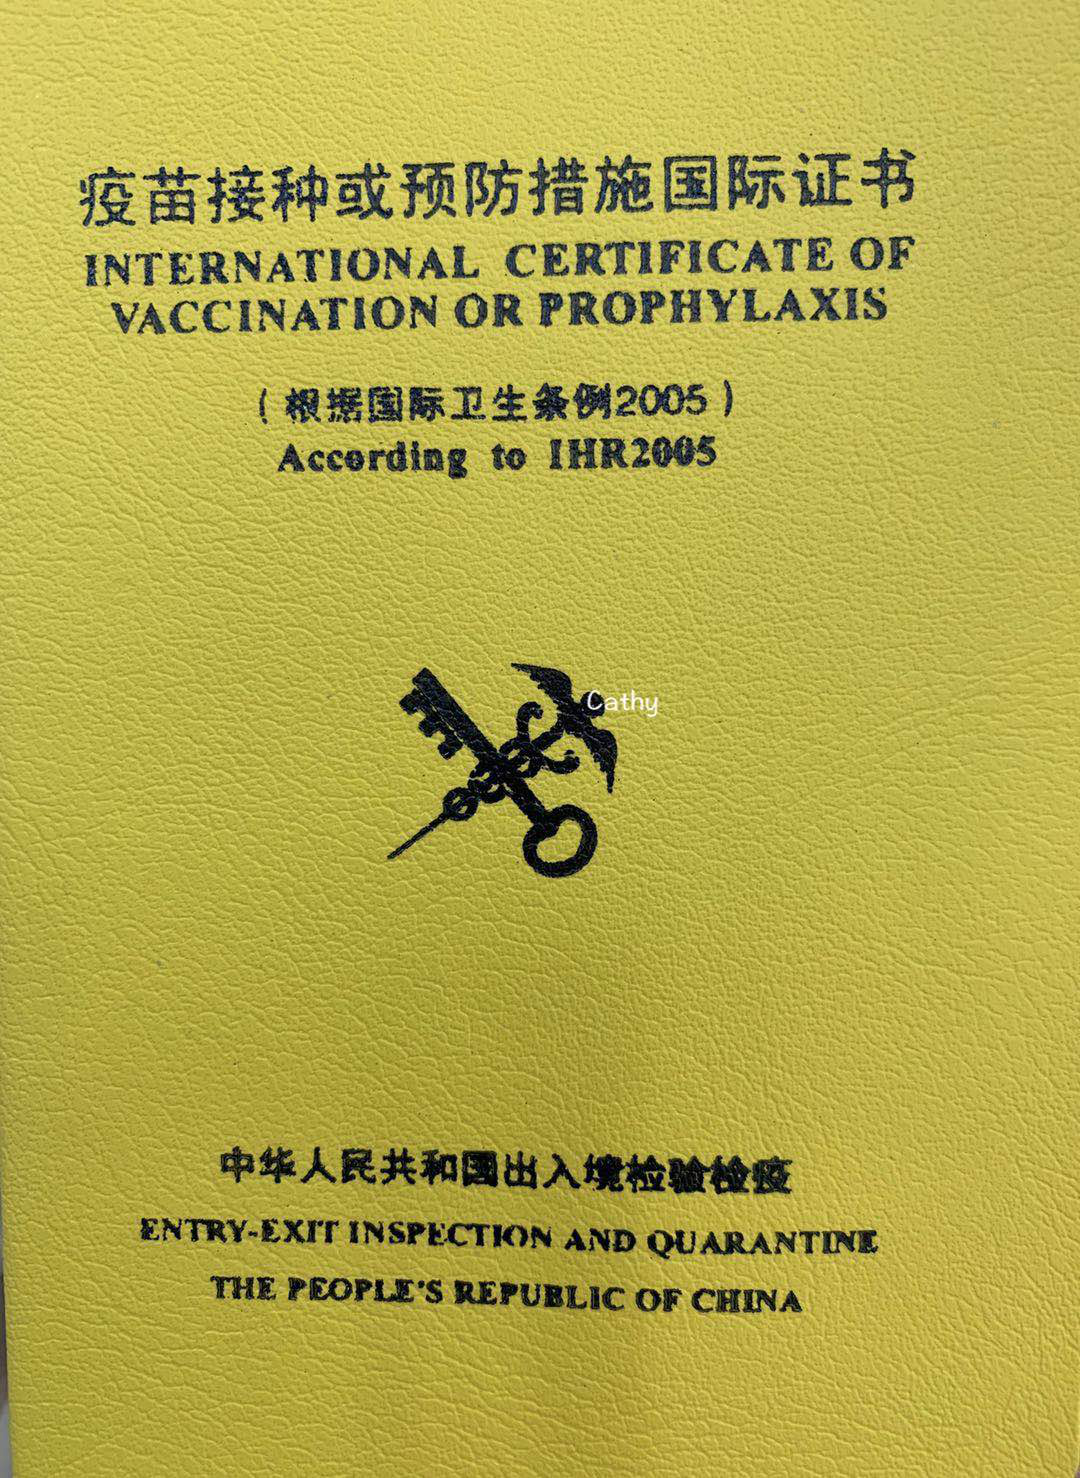 疫苗接种或预防措施国际证书
INTERNATIONAL CERTIFICATE OF
VACCINATION OR PROPHYLAXIS
（根据国际卫生条例2005）
According to IHR2005
Cathy
中华人民共和国出入境检验检疫
ENTRY-EXIT INSPECTION AND QUARANTINE
THE PEOPLE'S REPUBLIC OF CHINA